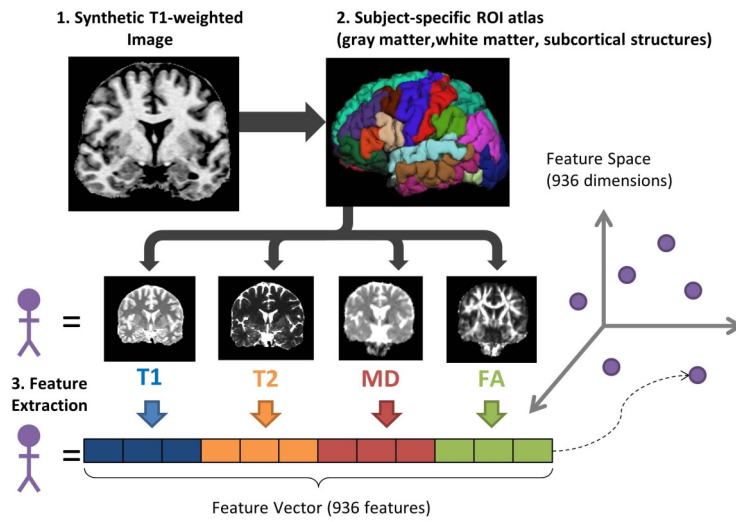 1. Synthetic T1-weighted
Image
2. Subject-specific ROI atlas
(gray matter,white matter, subcortical structures)
Feature Space
(936 dimensions)
=
T1
T2
MD
FA
3. Feature
Extraction
=
Feature Vector (936 features)